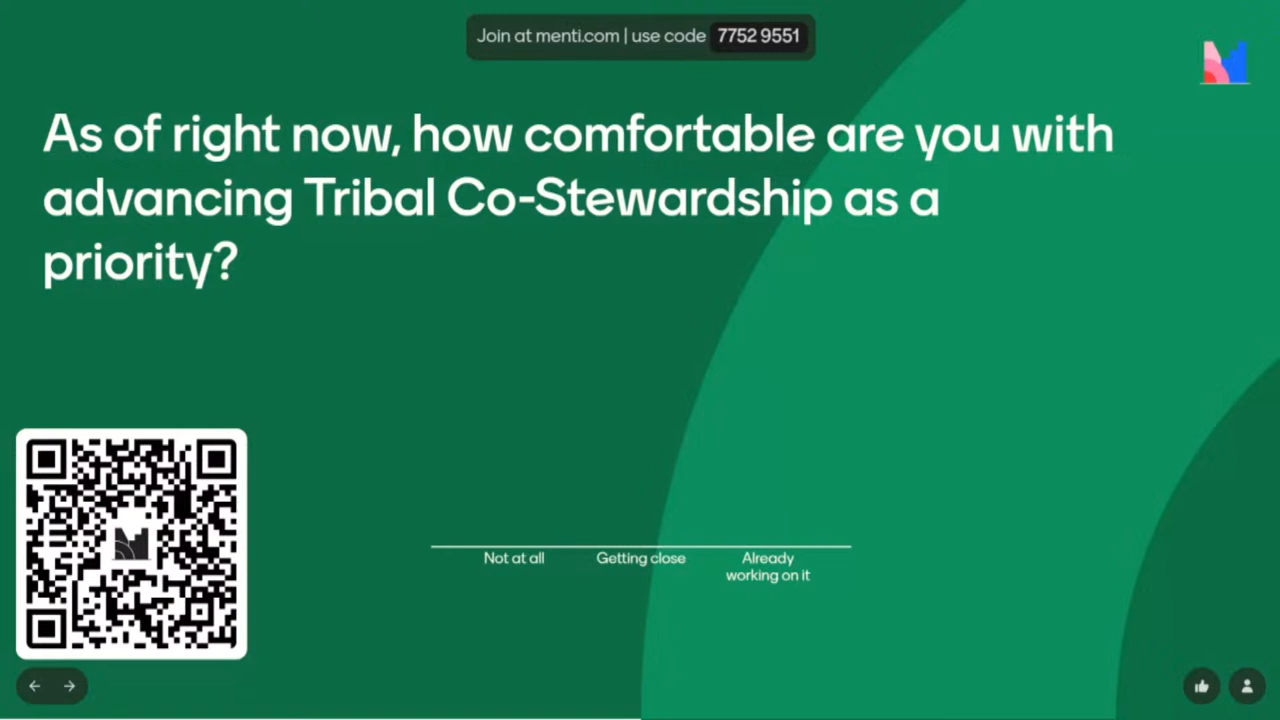 Join at menti.com | use code 7752 9551
As of right now, how comfortable are you with
advancing Tribal Co-Stewardship as a
priority?
Not at all
Getting close
Already
working on it